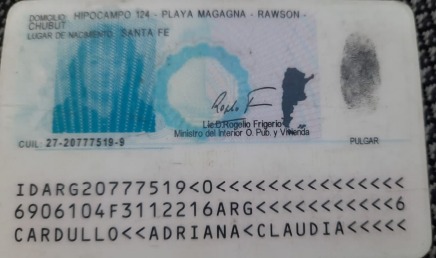 DOMICILIO: HIPOCAMPO 124 - PLAYA MAGAGNA - RAWSON -
CHUBUT
LUGAR DE NACIMIENTO: SANTA FE
Lic D. Rogelio Frigerio
Ministro del Interior O. Pub. y Vivienda
CUIL: 27-20777519-9
PULGAR
IDARG20777519<0<<<<<<<<<<<<<<<
6906104F3112216ARG<<<<<<<<<<<6
CARDULLO<<ADRIANA<CLAUDIA<<<<<